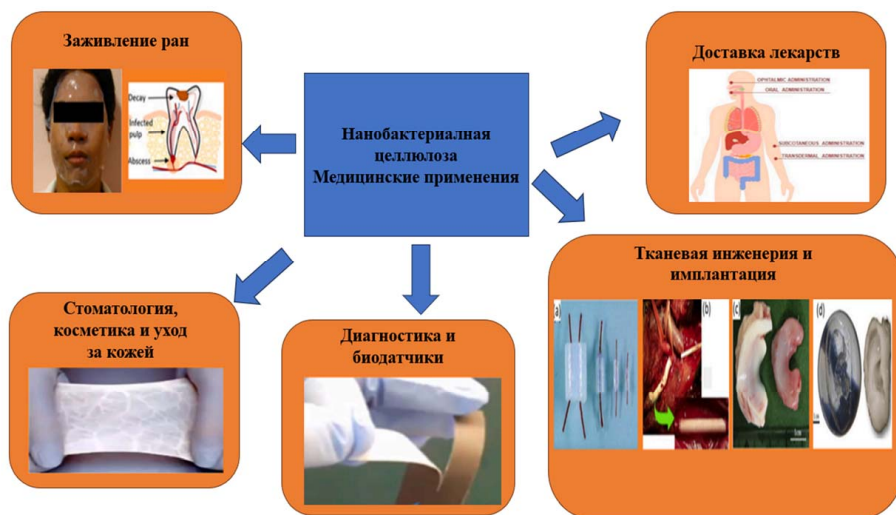 Заживление ран
Decay
Infected
pulp
Abscess
Нанобактериалная
целлюлоза
Медицинские применения
Доставка лекарств
OPHTALMIC ADMINISTRATION
ORAL ADMINISTRATION
SUBCOTANEOUS ADMINISTRATION
TRANSDERMAL ADMINISTRATION
Стоматология,
косметика и уход
за кожей
Диагностика и
биодатчики
Тканевая инженерия и
имплантация
(a)
(b)
(c)
(d)